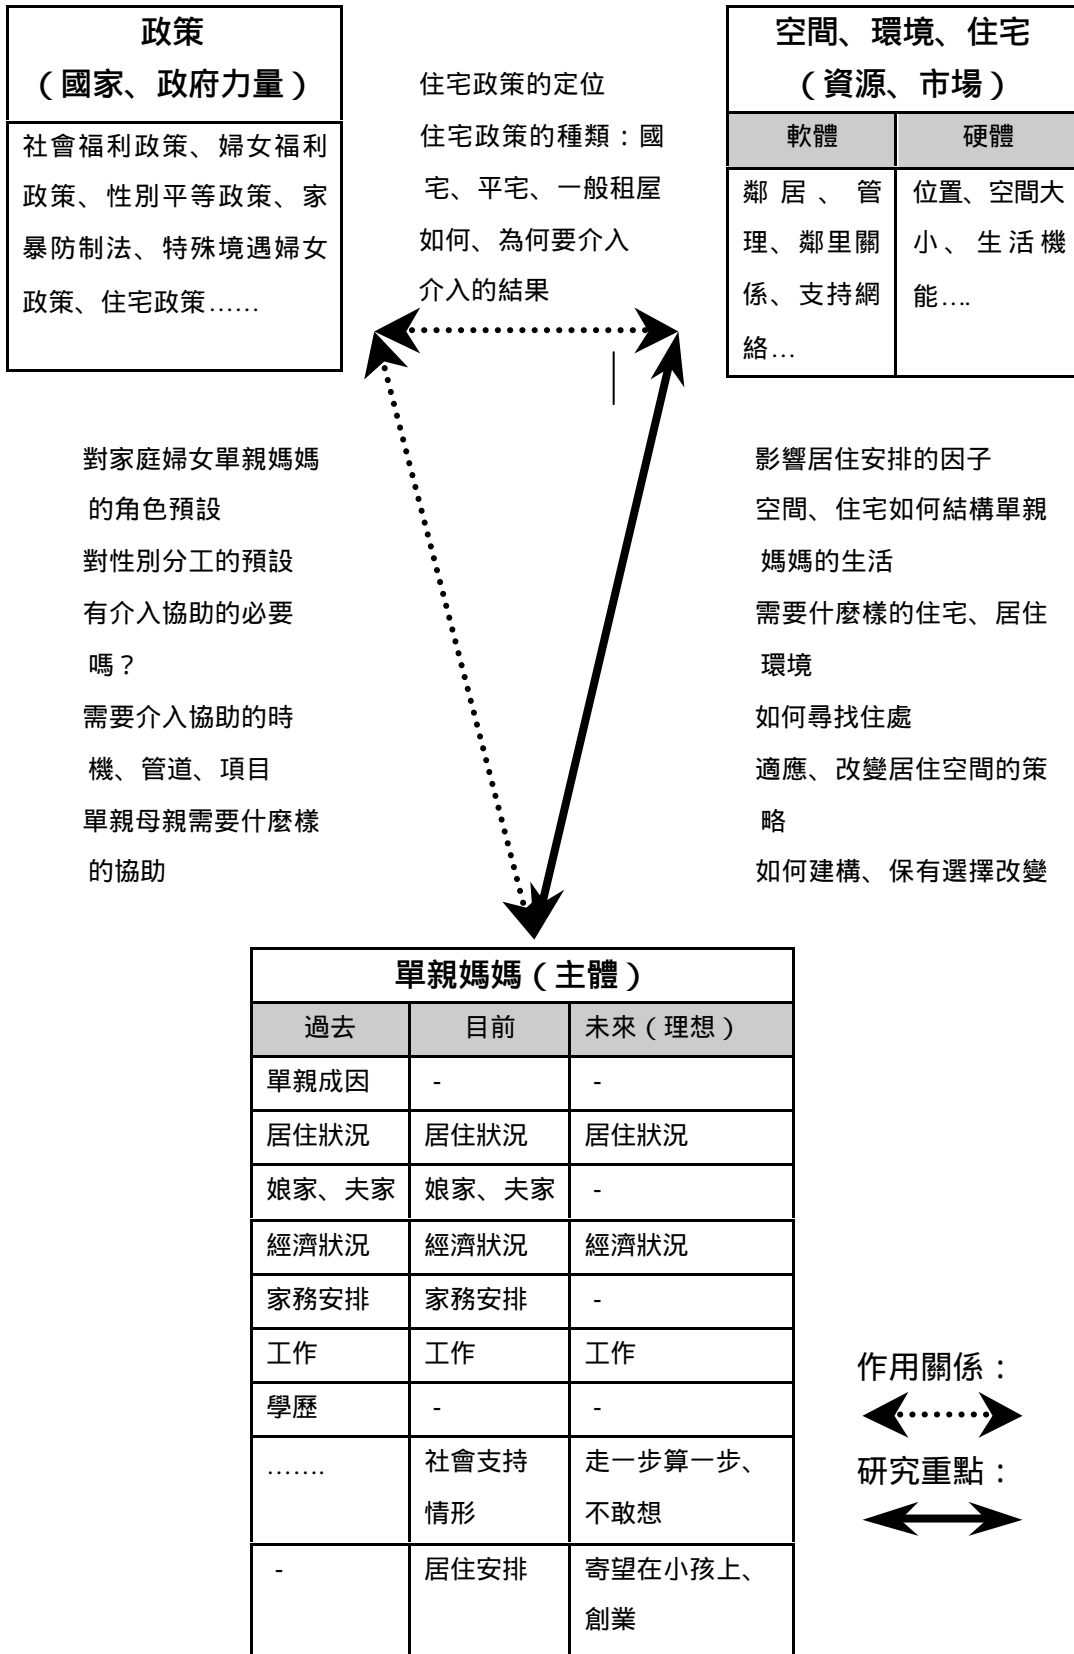 政策
（國家、政府力量）
社會福利政策、婦女福利
政策、性別平等政策、家
暴防制法、特殊境遇婦女
政策、住宅政策……
住宅政策的定位
住宅政策的種類：國
宅、平宅、一般租屋
如何、為何要介入
介入的結果
空間、環境、住宅
（資源、市場）
軟體 硬體
鄰居、管
理、鄰里關
係、支持網
絡…
位置、空間大
小、生活機
能….
對家庭婦女單親媽媽
的角色預設
對性別分工的預設
有介入協助的必要
嗎？
需要介入協助的時
機、管道、項目
單親母親需要什麼樣
的協助
影響居住安排的因子
空間、住宅如何結構單親
媽媽的生活
需要什麼樣的住宅、居住
環境
如何尋找住處
適應、改變居住空間的策
略
如何建構、保有選擇改變
單親媽媽（主體）
過去 目前 未來（理想）
單親成因 - -
居住狀況 居住狀況 居住狀況
娘家、夫家 娘家、夫家 -
經濟狀況 經濟狀況 經濟狀況
家務安排 家務安排 -
工作 工作 工作
學歷 - -
……. 社會支持 走一步算一步、
情形 不敢想
- 居住安排 寄望在小孩上、
創業
作用關係：
研究重點：